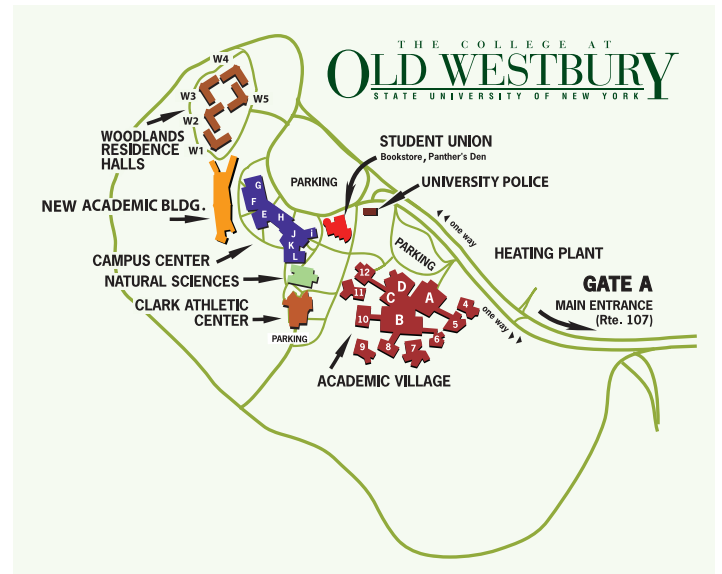 THE COLLEGE AT
OLD WESTBURY
STATE UNIVERSITY OF NEW YORK
W4
W3
W5
W2
W1
WOODLANDS
RESIDENCE
HALLS
STUDENT UNION
Bookstore, Panther's Den
PARKING
UNIVERSITY POLICE
NEW ACADEMIC BLDG.
G
F
E
H
J
i
K
L
one way
PARKING
HEATING PLANT
CAMPUS CENTER
NATURAL SCIENCES
CLARK ATHLETIC
CENTER
PARKING
GATE A
MAIN ENTRANCE
(Rte. 107)
one way
12
11
D
C
A
4
10
B
5
6
9
8
7
ACADEMIC VILLAGE